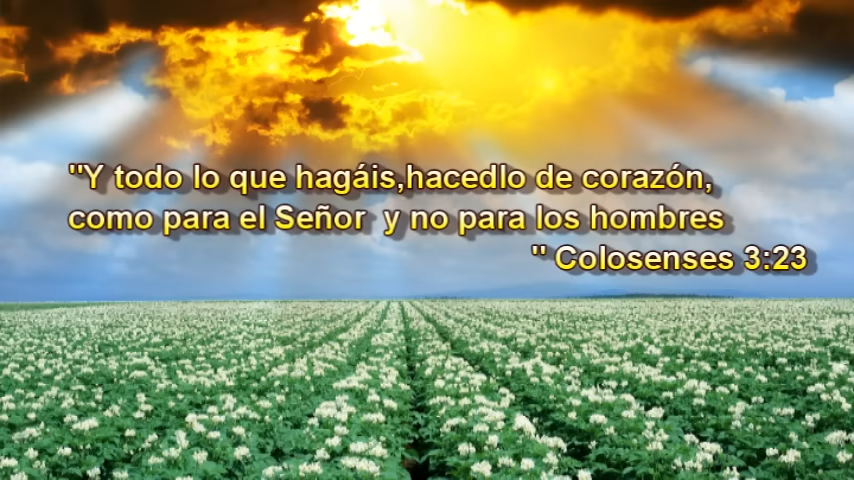 "Y todo lo que hagáis,hacedlo de corazón,
como para el Señor y no para los hombres
" Colosenses 3:23